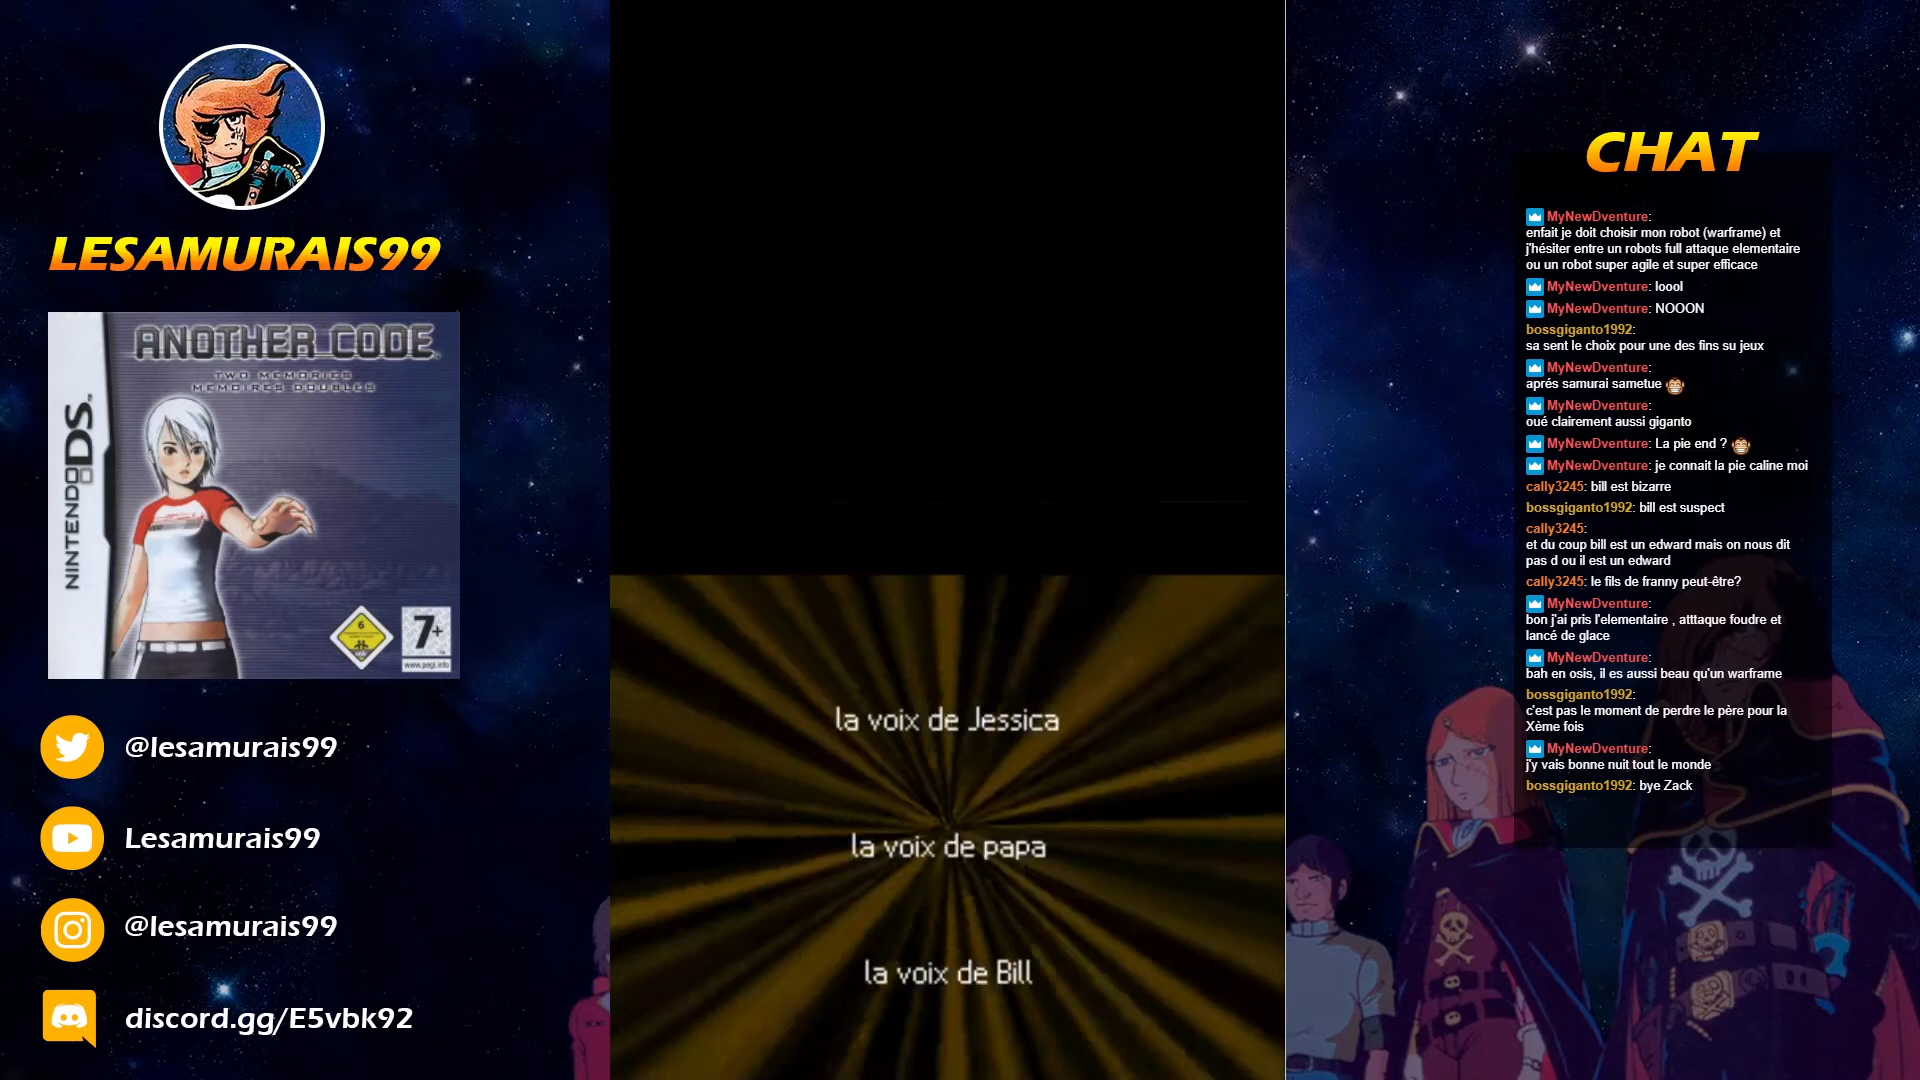 LESAMURAIS99
ANOTHER CODE
TWO MEMORIES
MEMOIRES DOUBLES
NINTENDO DS
6
7+
www.pegi.info
@lesamurais99
Lesamurais99
@lesamurais99
discord.gg/E5vbk92
la voix de Jessica
la voix de papa
la voix de Bill
CHAT
MyNewDventure:
enfait je doit choisir mon robot (warframe) et
j'hésiter entre un robots full attaque elementaire
ou un robot super agile et super efficace
MyNewDventure: loool
MyNewDventure: NOOON
bossgiganto1992:
sa sent le choix pour une des fins su jeux
MyNewDventure:
aprés samurai sametue
MyNewDventure:
oué clairement aussi giganto
MyNewDventure: La pie end ?
MyNewDventure: je connait la pie caline moi
cally3245: bill est bizarre
bossgiganto1992: bill est suspect
cally3245:
et du coup bill est un edward mais on nous dit
pas d ou il est un edward
cally3245: le fils de franny peut-être?
MyNewDventure:
bon j'ai pris l'elementaire , atttaque foudre et
lancé de glace
MyNewDventure:
bah en osis, il es aussi beau qu'un warframe
bossgiganto1992:
c'est pas le moment de perdre le père pour la
Xème fois
MyNewDventure:
j'y vais bonne nuit tout le monde
bossgiganto1992: bye Zack